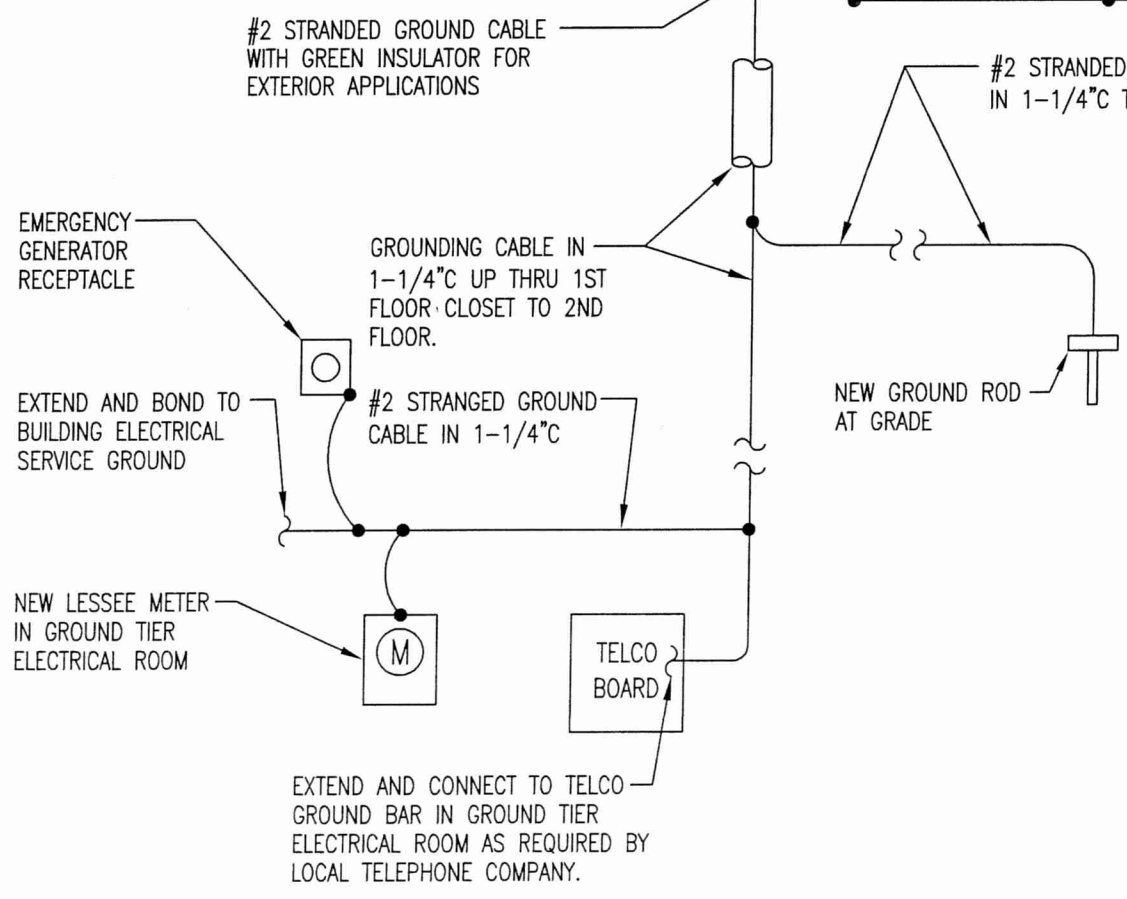 #2 STRANDED GROUND CABLE
WITH GREEN INSULATOR FOR
EXTERIOR APPLICATIONS
#2 STRANDED
IN 1-1/4"C
EMERGENCY
GENERATOR
RECEPTACLE
GROUNDING CABLE IN
1-1/4"C UP THRU 1ST
FLOOR CLOSET TO 2ND
FLOOR.
EXTEND AND BOND TO
BUILDING ELECTRICAL
SERVICE GROUND
#2 STRANGED GROUND
CABLE IN 1-1/4"C
NEW GROUND ROD
AT GRADE
NEW LESSEE METER
IN GROUND TIER
ELECTRICAL ROOM
M
TELCO
BOARD
EXTEND AND CONNECT TO TELCO
GROUND BAR IN GROUND TIER
ELECTRICAL ROOM AS REQUIRED BY
LOCAL TELEPHONE COMPANY.